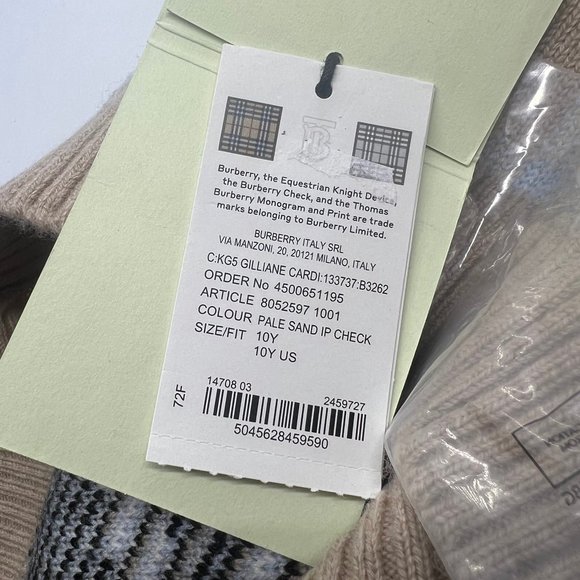 Burberry, the Equestrian Knight Device,
the Burberry Check, and the Thomas
Burberry Monogram and Print are trade
marks belonging to Burberry Limited.
BURBERRY ITALY SRL
VIA MANZONI, 20, 20121 MILANO, ITALY
C:KG5 GILLIANE CARDI:133737:B3262
ORDER No 4500651195
ARTICLE 8052597 1001
COLOUR PALE SAND IP CHECK
SIZE/FIT 10Y
10Y US
72F
14708 03 2459727
5045628459590